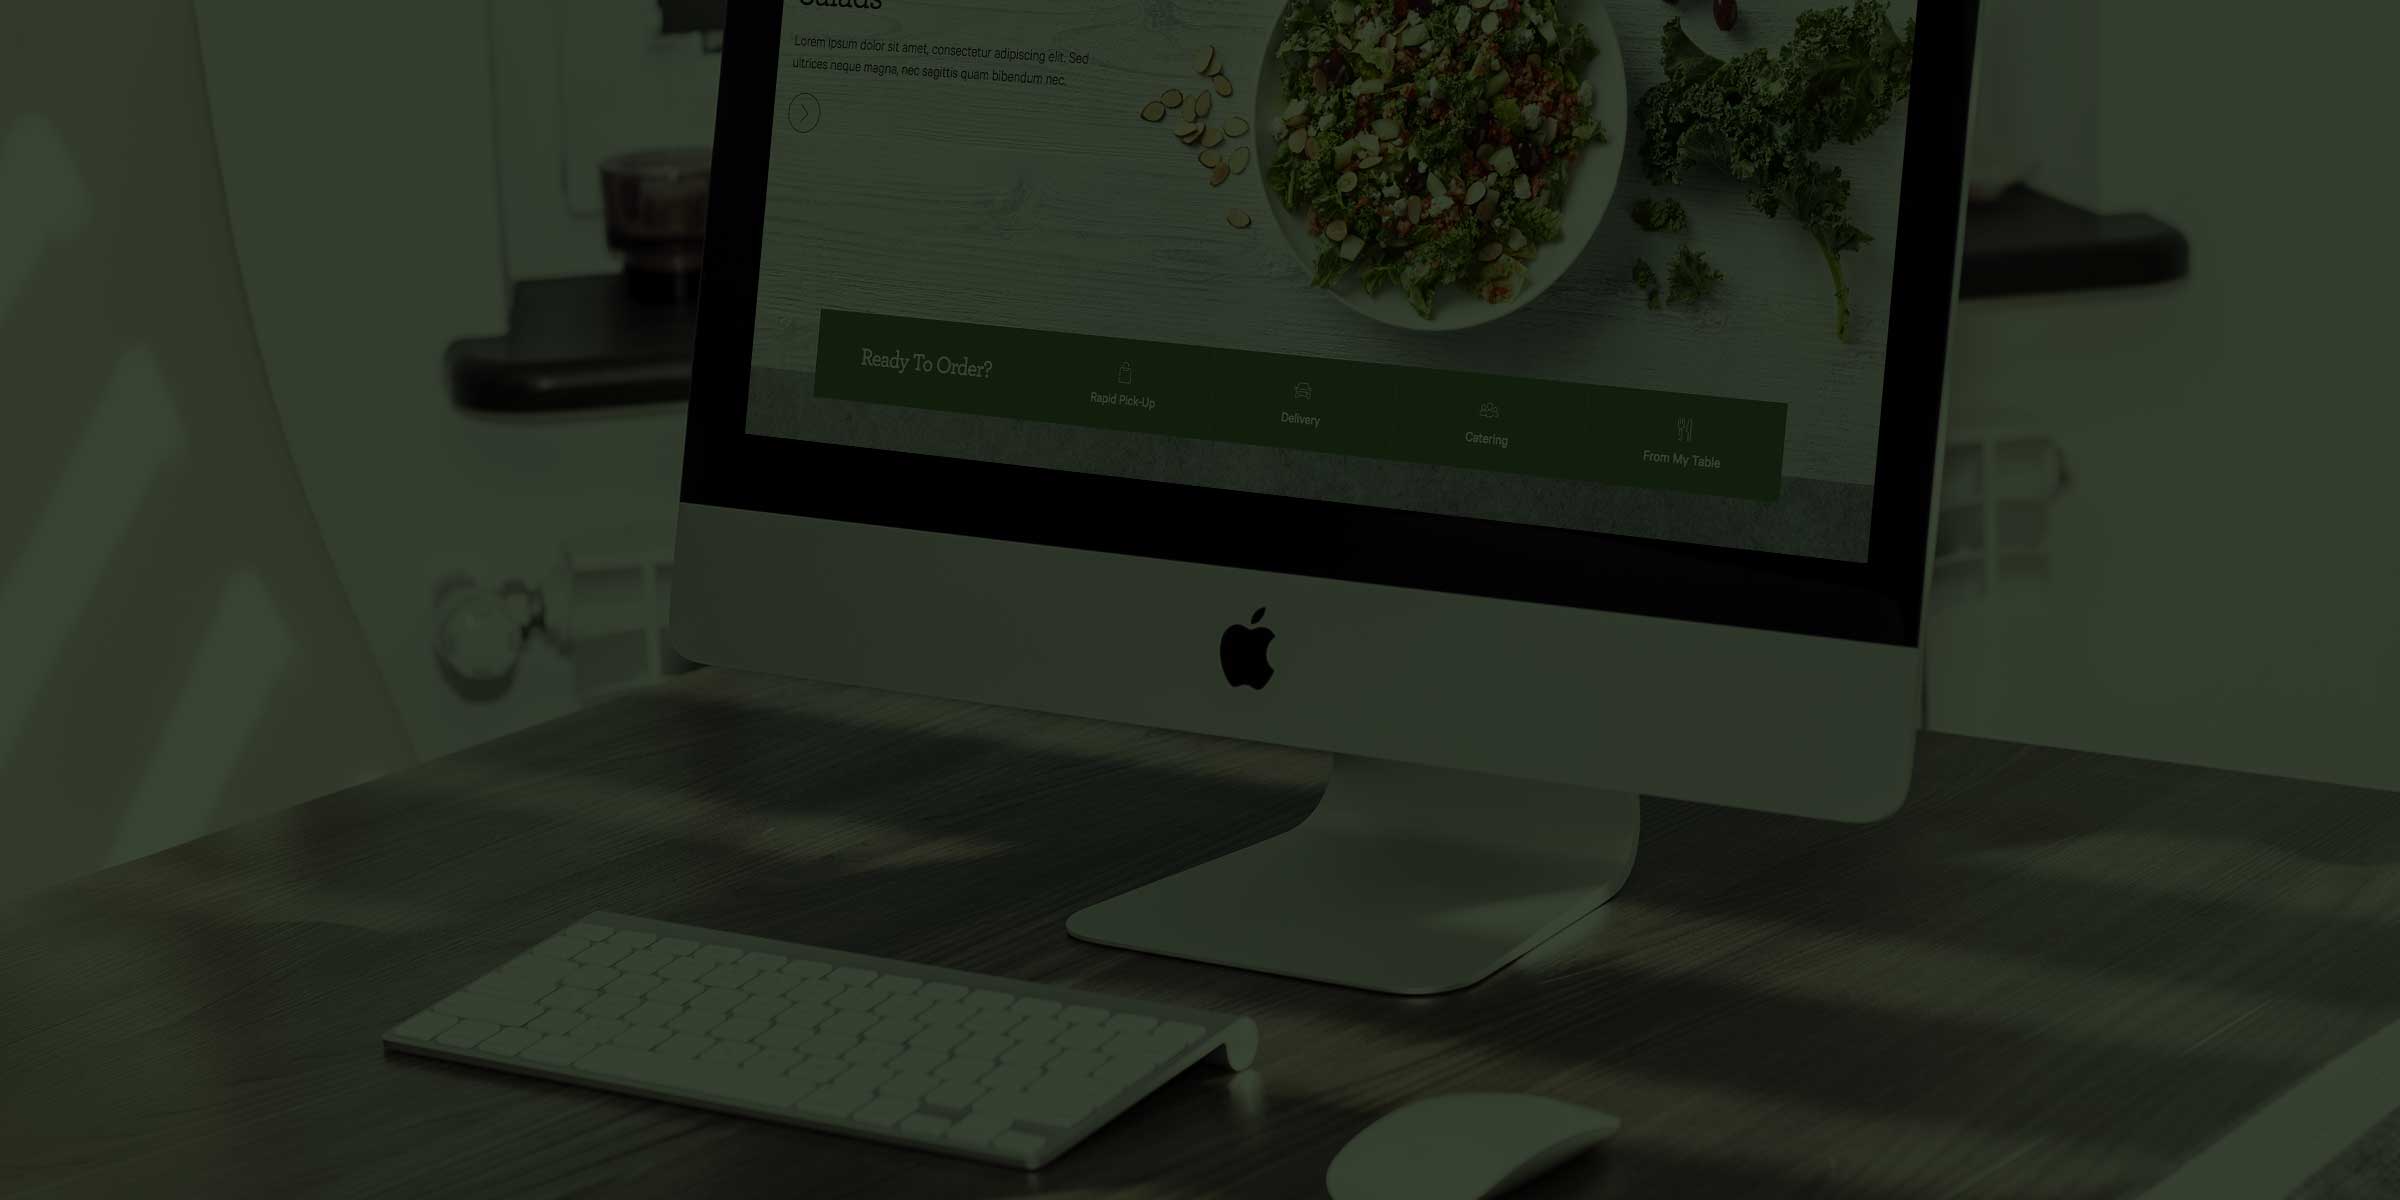 Salads
Lorem ipsum dolor sit amet, consectetur adipiscing elit. Sed
ultrices neque magna, nec sagittis quam bibendum nec.
Ready To Order?
Rapid Pick-Up
Delivery
Catering
From My Table